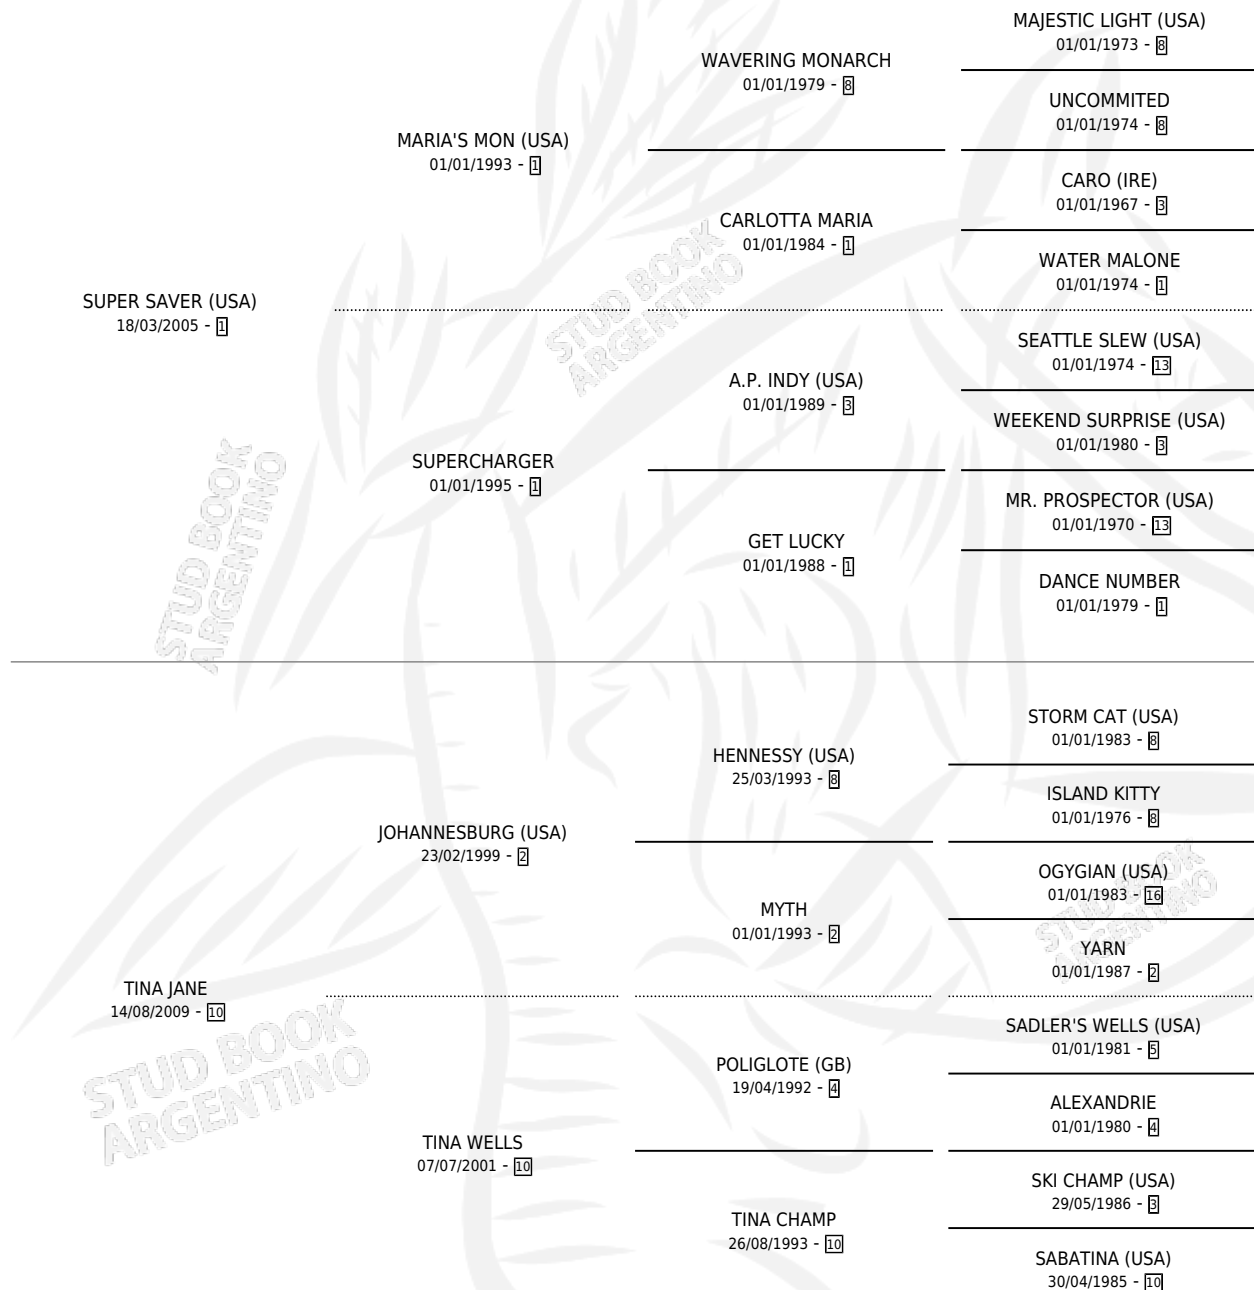 MAJESTIC LIGHT (USA)
01/01/1973 - 8
WAVERING MONARCH
01/01/1979 - 8
UNCOMMITED
01/01/1974 - 8
MARIA'S MON (USA)
01/01/1993 - 1
CARO (IRE)
01/01/1967 - 3
CARLOTTA MARIA
01/01/1984 - 1
WATER MALONE
01/01/1974 - 1
SUPER SAVER (USA)
18/03/2005 - 1
STUD BOOK
ARGENTINO
SEATTLE SLEW (USA)
01/01/1974 - 13
A.P. INDY (USA)
01/01/1989 - 3
WEEKEND SURPRISE (USA)
01/01/1980 - 3
SUPERCHARGER
01/01/1995 - 1
MR. PROSPECTOR (USA)
01/01/1970 - 13
GET LUCKY
01/01/1988 - 1
DANCE NUMBER
01/01/1979 - 1
STUD BOOK
ARGENTINO
STORM CAT (USA)
01/01/1983 - 8
HENNESSY (USA)
25/03/1993 - 8
ISLAND KITTY
01/01/1976 - 8
JOHANNESBURG (USA)
23/02/1999 - 2
OGYGIAN (USA)
01/01/1983 - 16
MYTH
01/01/1993 - 2
YARN
01/01/1987 - 2
STUD BOOK
ARGENTINO
TINA JANE
14/08/2009 - 10
SADLER'S WELLS (USA)
01/01/1981 - 5
POLIGLOTE (GB)
19/04/1992 - 4
ALEXANDRIE
01/01/1980 - 4
STUD BOOK
ARGENTINO
TINA WELLS
07/07/2001 - 10
SKI CHAMP (USA)
29/05/1986 - 3
TINA CHAMP
26/08/1993 - 10
SABATINA (USA)
30/04/1985 - 10